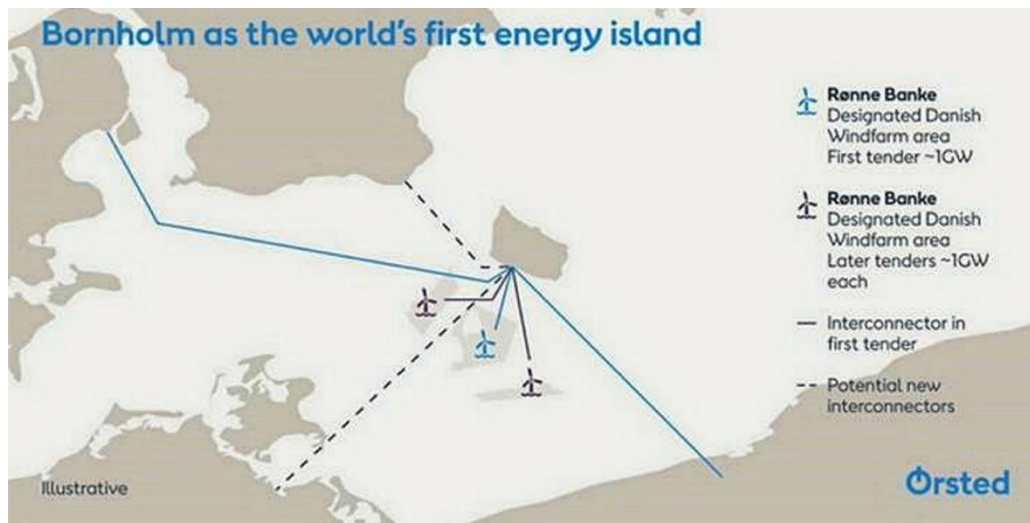 Bornholm as the world's first energy island
Rønne Banke
Designated Danish
Windfarm area
First tender ~1GW
Rønne Banke
Designated Danish
Windfarm area
Later tenders ~1GW
each
Interconnector in
first tender
Potential new
interconnectors
Illustrative
Ørsted